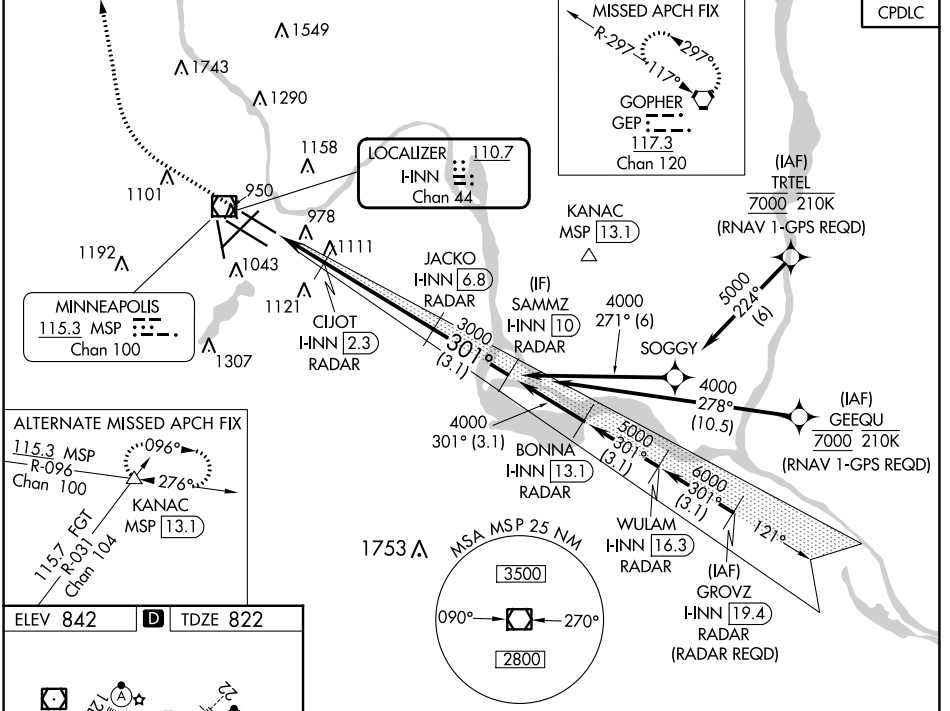 CPDLC
MISSED APCH FIX
R-297
297°
117°
GOPHER
GEP
117.3
Chan 120
1549
1743
1290
1158
1101
950
978
1111
1192
1043
1121
1307
LOCALIZER 110.7
I-INN
Chan 44
MINNEAPOLIS
115.3 MSP
Chan 100
KANAC
MSP 13.1
(IAF)
TRTEL
7000 210K
(RNAV 1-GPS REQD)
5000
224°
(6)
JACKO
I-INN 6.8
RADAR
(IF)
SAMMZ
I-INN 10
RADAR
4000
271° (6)
SOGGY
CIJOT
I-INN 2.3
RADAR
3000
301°
(3.1)
4000
278°
(10.5)
(IAF)
GEEQU
7000 210K
(RNAV 1-GPS REQD)
4000
301° (3.1)
BONNA
I-INN 13.1
RADAR
5000
301°
(3.1)
6000
301°
(3.1)
121°
WULAM
I-INN 16.3
RADAR
(IAF)
GROVZ
I-INN 19.4
RADAR
(RADAR REQD)
ALTERNATE MISSED APCH FIX
115.3 MSP
R-096
Chan 100
096°
276°
KANAC
MSP 13.1
115.7 FGT
R-031
Chan 104
1753
MSA MSP 25 NM
3500
090°
270°
2800
ELEV 842 D TDZE 822
A
22